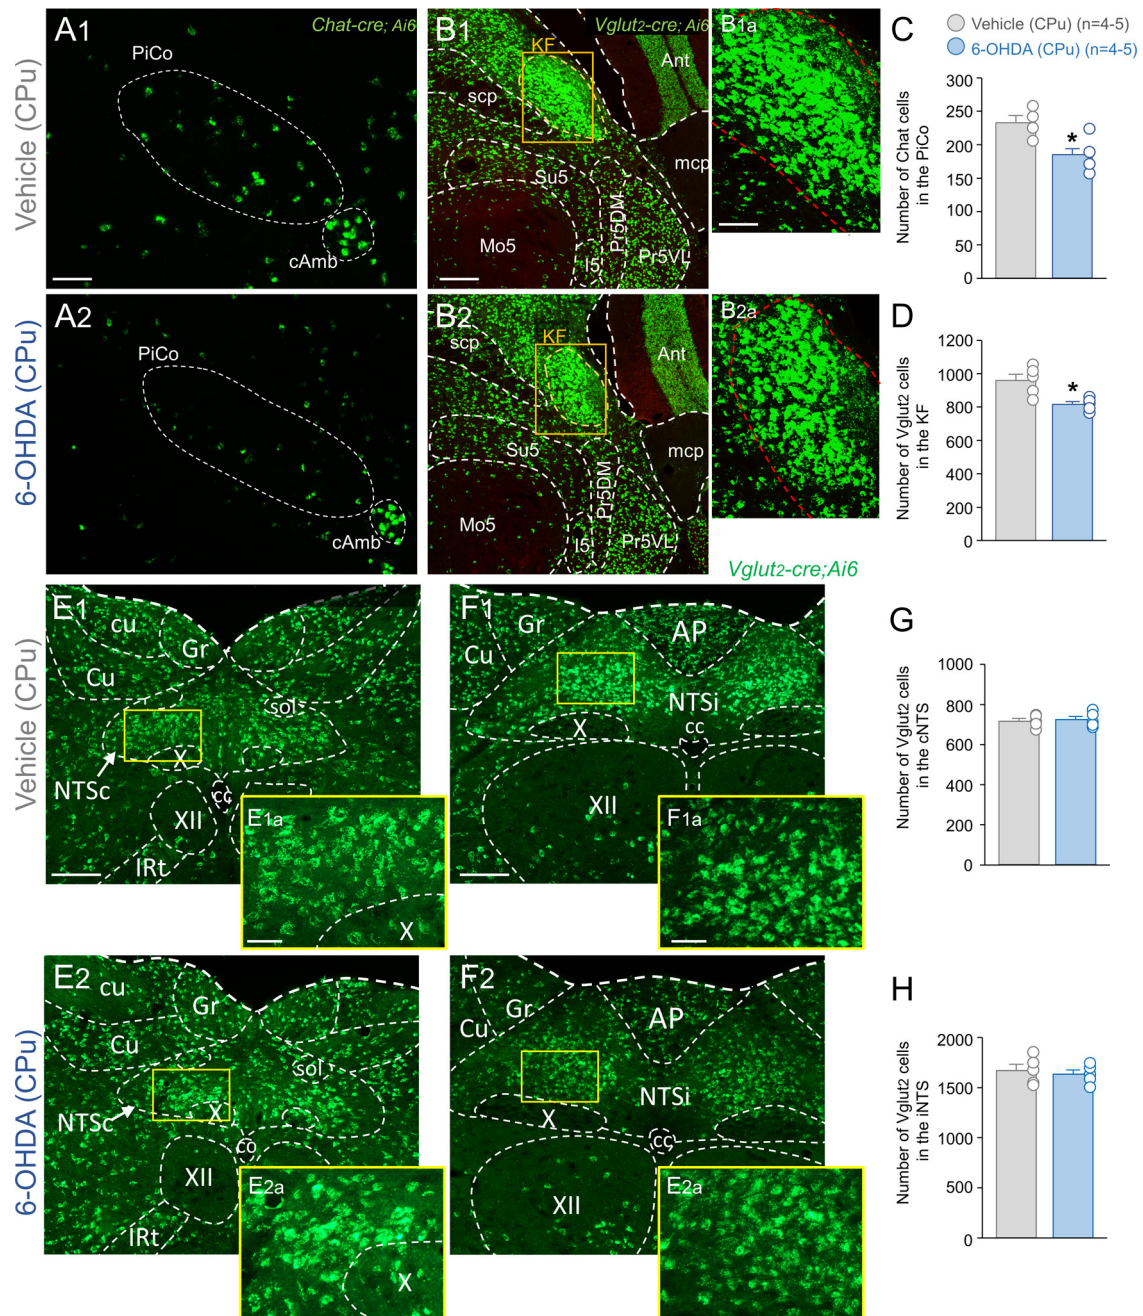 A1
Chat-cre; Ai6
PiCo
cAmb
Vehicle (CPu)
B1
Vglut2-cre; Ai6
KF
Ant
scp
mcp
Su5
Pr5DM
Mo5
I5
Pr5VL
B1a
C
Vehicle (CPu) (n=4-5)
6-OHDA (CPu) (n=4-5)
Number of Chat cells
in the PiCo
300
250
200
150
100
50
0
*
A2
PiCo
cAmb
6-OHDA (CPu)
B2
KF
scp
Ant
Su5
mcp
Pr5DM
Mo5
I5
Pr5VL
B2a
D
Number of Vglut2 cells
in the KF
1200
1000
800
600
400
200
0
*
Vglut2-cre;Ai6
Vehicle (CPu)
E1
cu
Gr
Cu
sol
X
NTSc
cc
XII
IRt
E1a
X
F1
Gr
AP
Cu
NTSi
X
cc
XII
F1a
G
Number of Vglut2 cells
in the cNTS
1000
800
600
400
200
0
6-OHDA (CPu)
E2
cu
Gr
Cu
sol
X
NTSc
co
XII
IRt
E2a
X
F2
Gr
AP
Cu
NTSi
X
cc
XII
E2a
H
Number of Vglut2 cells
in the iNTS
2000
1500
1000
500
0